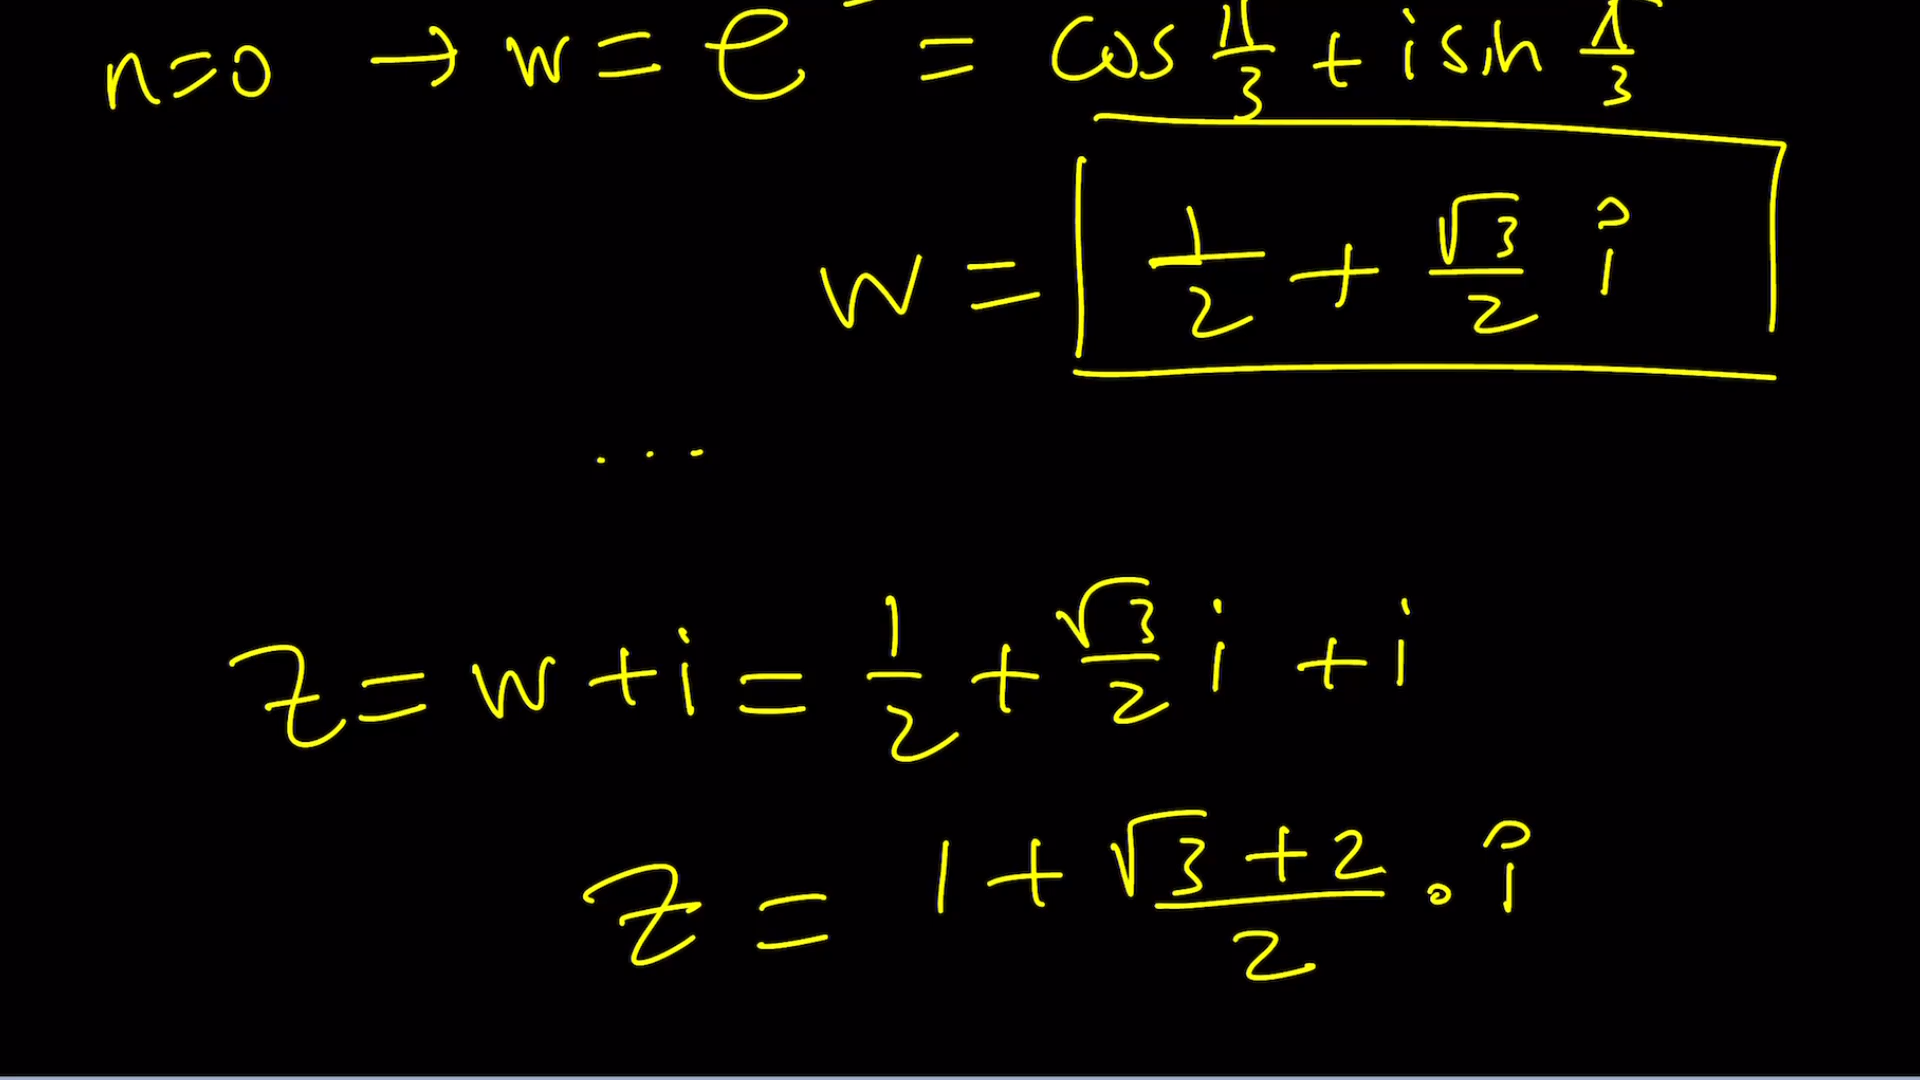 n=0 → w = e = cos π/3 + i sin π/3
w = 1/2 + √3/2 i
...
z = w + i = 1/2 + √3/2 i + i
z = 1 + √3+2/2 · i